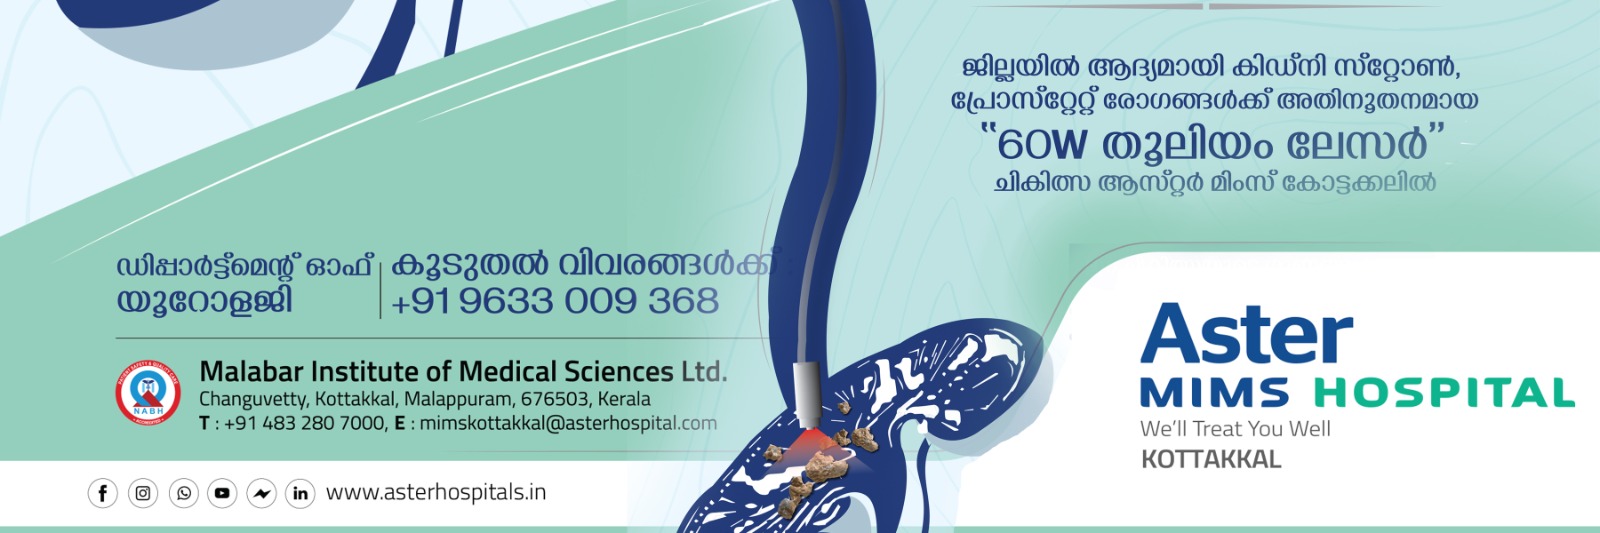 ജില്ലയിൽ ആദ്യമായി കിഡ്നി സ്റ്റോൺ,
പ്രോസ്റ്റേറ്റ് രോഗങ്ങൾക്ക് അതിനൂതനമായ
“60W തൂലിയം ലേസർ”
ചികിത്സ ആസ്റ്റർ മിംസ് കോട്ടക്കലിൽ
ഡിപ്പാർട്ട്മെന്റ് ഓഫ്
യൂറോളജി
കൂടുതൽ വിവരങ്ങൾക്ക്
+91 9633 009 368
Malabar Institute of Medical Sciences Ltd.
Changuvetty, Kottakkal, Malappuram, 676503, Kerala
T : +91 483 280 7000, E : mimskottakkal@asterhospital.com
NABH
www.asterhospitals.in
Aster
MIMS HOSPITAL
We’ll Treat You Well
KOTTAKKAL